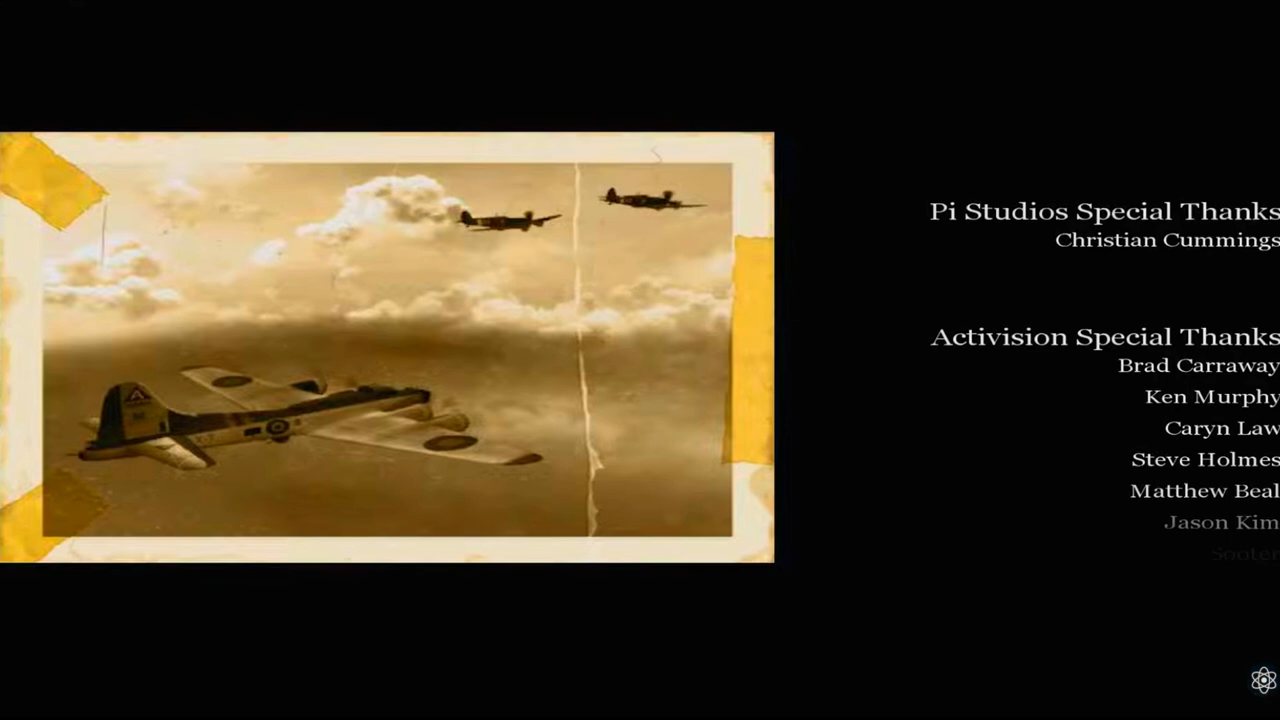 Pi Studios Special Thanks
Christian Cummings
Activision Special Thanks
Brad Carraway
Ken Murphy
Caryn Law
Steve Holmes
Matthew Beal
Jason Kim
Snoter